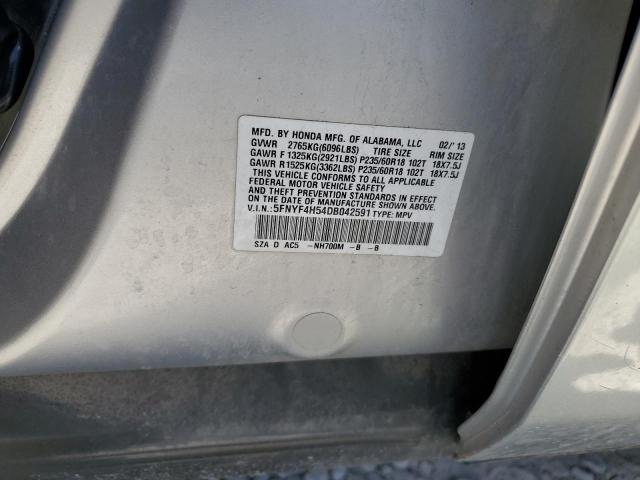 MFD. BY HONDA MFG. OF ALABAMA, LLC 02/'13
GVWR 2765KG(6096LBS) TIRE SIZE RIM SIZE
GAWR F 1325KG(2921LBS) P235/60R18 102T 18X7.5J
GAWR R1525KG(3362LBS) P235/60R18 102T 18X7.5J
THIS VEHICLE CONFORMS TO ALL APPLICABLE
FEDERAL MOTOR VEHICLE SAFETY
AND THEFT PREVENTION STANDARDS IN EFFECT
ON THE DATE OF MANUFACTURE SHOWN ABOVE.
V.I.N.: 5FNYF4H54DB042591 TYPE: MPV
SZA D AC5 -NH700M -B -B